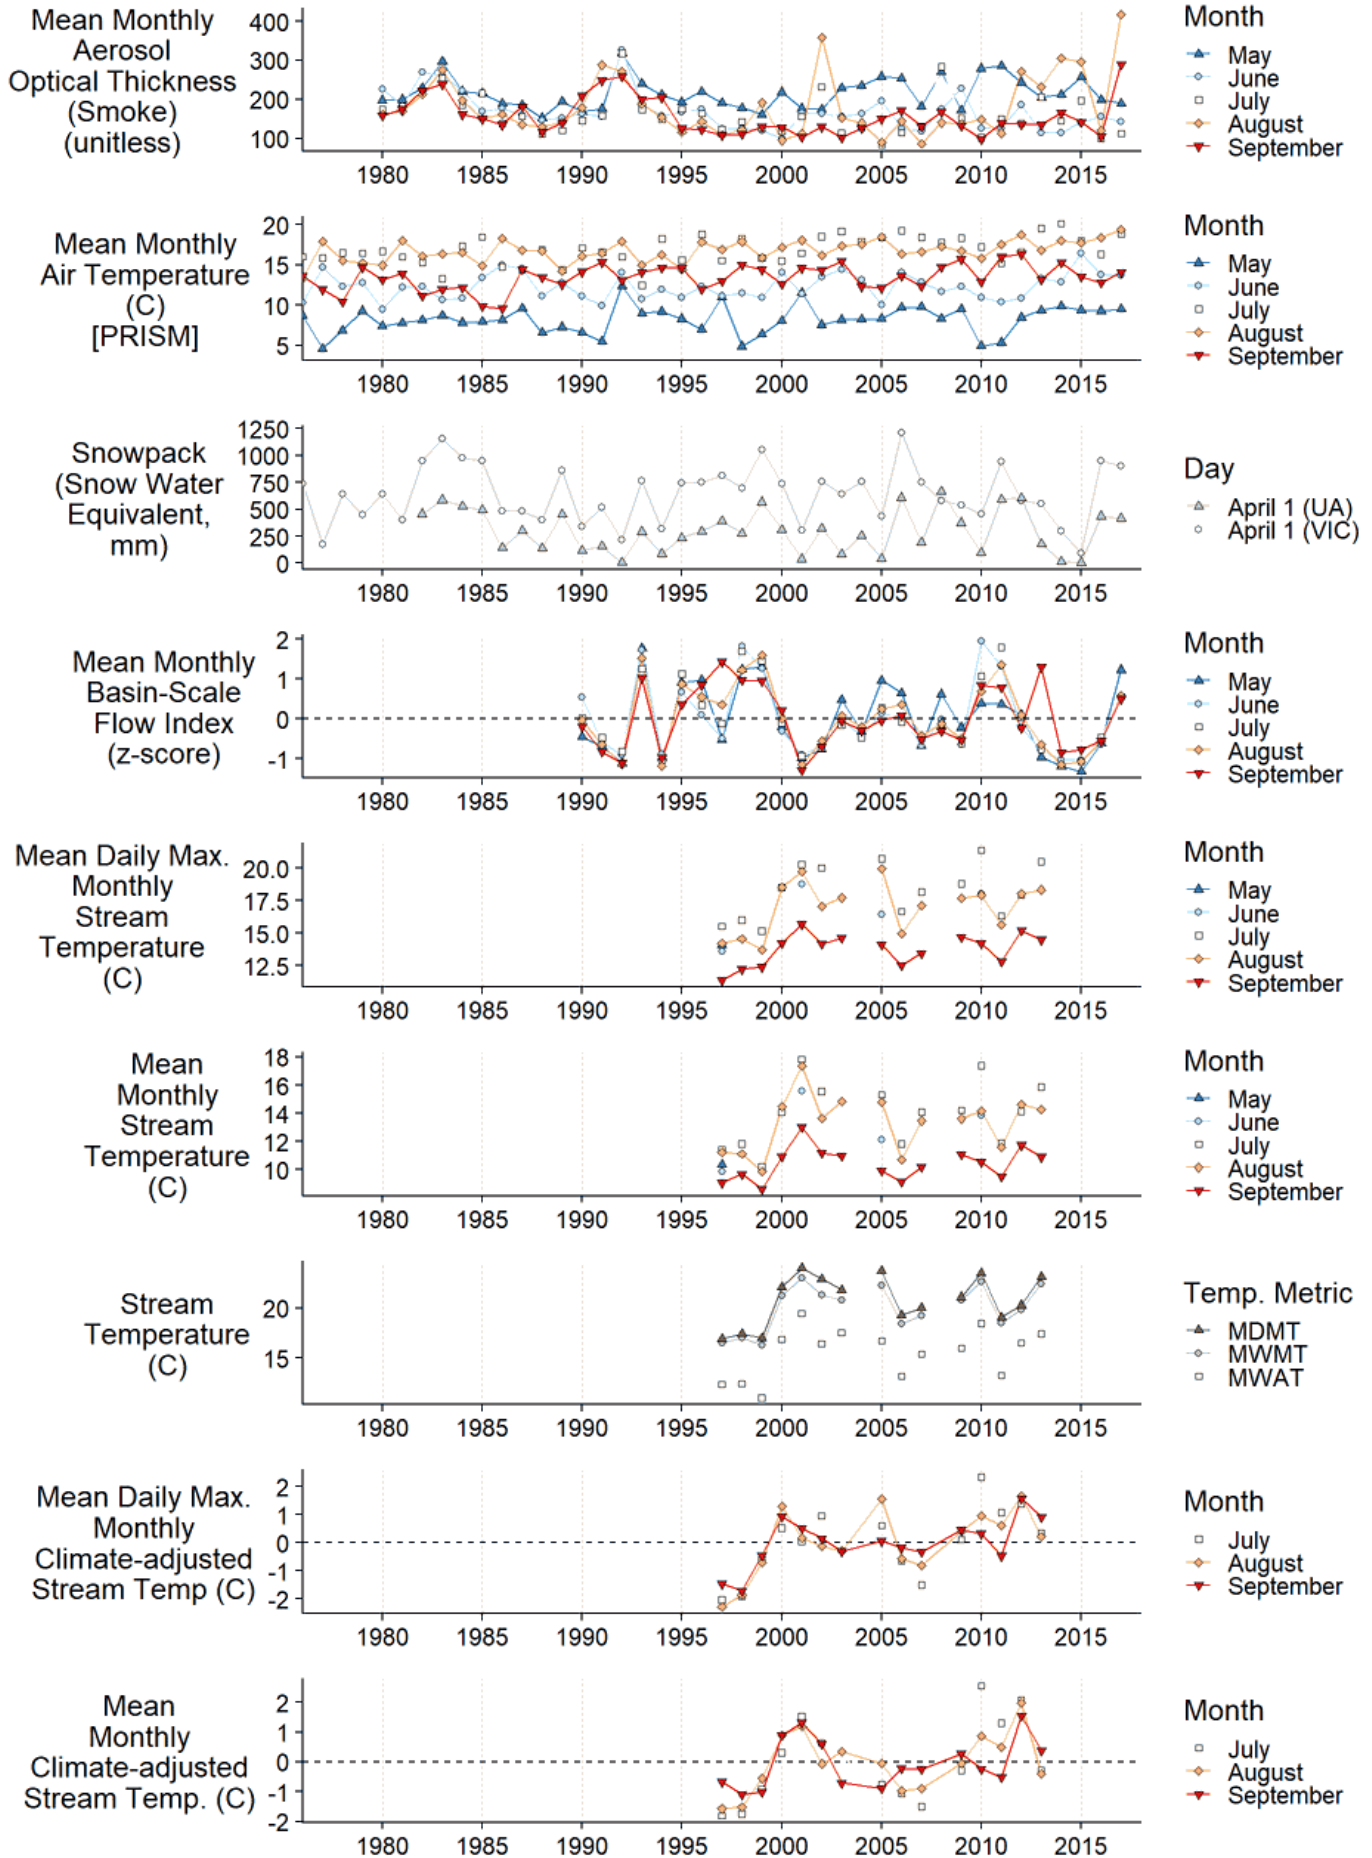 Mean Monthly
Aerosol
Optical Thickness
(Smoke)
(unitless)
400
300
200
100
1980 1985 1990 1995 2000 2005 2010 2015
Month
May
June
July
August
September
Mean Monthly
Air Temperature
(C)
[PRISM]
20
15
10
5
1980 1985 1990 1995 2000 2005 2010 2015
Month
May
June
July
August
September
Snowpack
(Snow Water
Equivalent,
mm)
1250
1000
750
500
250
0
1980 1985 1990 1995 2000 2005 2010 2015
Day
April 1 (UA)
April 1 (VIC)
Mean Monthly
Basin-Scale
Flow Index
(z-score)
2
1
0
-1
1980 1985 1990 1995 2000 2005 2010 2015
Month
May
June
July
August
September
Mean Daily Max.
Monthly
Stream
Temperature
(C)
20.0
17.5
15.0
12.5
1980 1985 1990 1995 2000 2005 2010 2015
Month
May
June
July
August
September
Mean
Monthly
Stream
Temperature
(C)
18
16
14
12
10
1980 1985 1990 1995 2000 2005 2010 2015
Month
May
June
July
August
September
Stream
Temperature
(C)
20
15
1980 1985 1990 1995 2000 2005 2010 2015
Temp. Metric
MDMT
MWMT
MWAT
Mean Daily Max.
Monthly
Climate-adjusted
Stream Temp (C)
2
1
0
-1
-2
1980 1985 1990 1995 2000 2005 2010 2015
Month
July
August
September
Mean
Monthly
Climate-adjusted
Stream Temp. (C)
2
1
0
-1
-2
1980 1985 1990 1995 2000 2005 2010 2015
Month
July
August
September